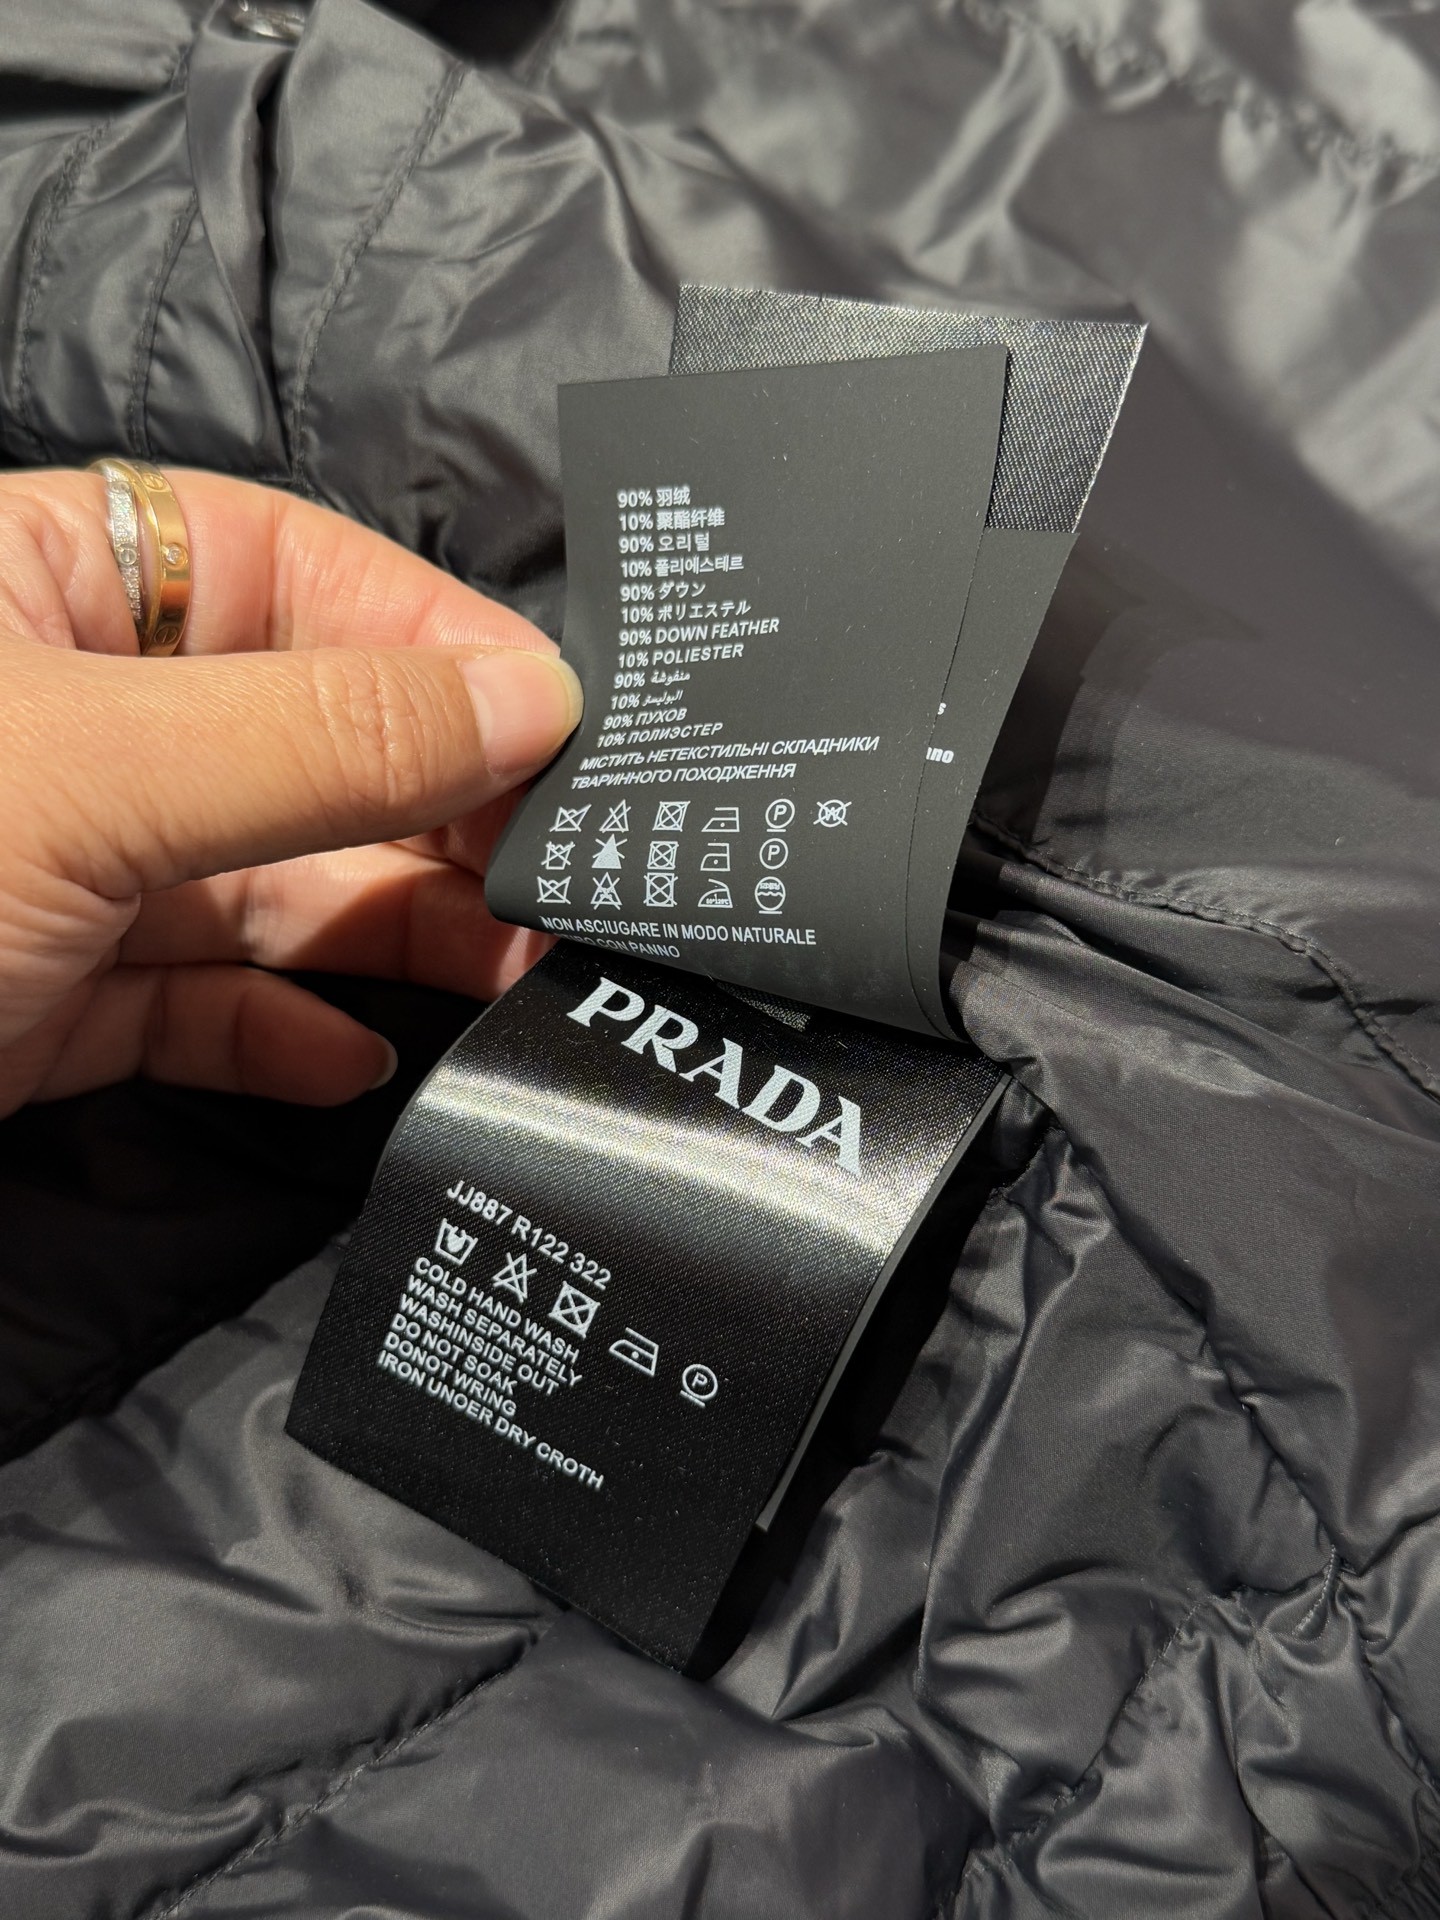 90% 羽绒
10% 聚酯纤维
90% 오리털
10% 폴리에스테르
90% ダウン
10% ポリエステル
90% DOWN FEATHER
10% POLIESTER
90% منفوشة
10% البوليستر
90% ПУХОВ
10% ПОЛИЭСТЕР
МІСТИТЬ НЕТЕКСТИЛЬНІ СКЛАДНИКИ
ТВАРИННОГО ПОХОДЖЕННЯ
P W
P
NON ASCIUGARE IN MODO NATURALE
CON PANNO
PRADA
JJ887 R122 322
P
COLD HAND WASH
WASH SEPARATELY
WASHINSIDE OUT
DO NOT SOAK
DONOT WRING
IRON UNOER DRY CROTH